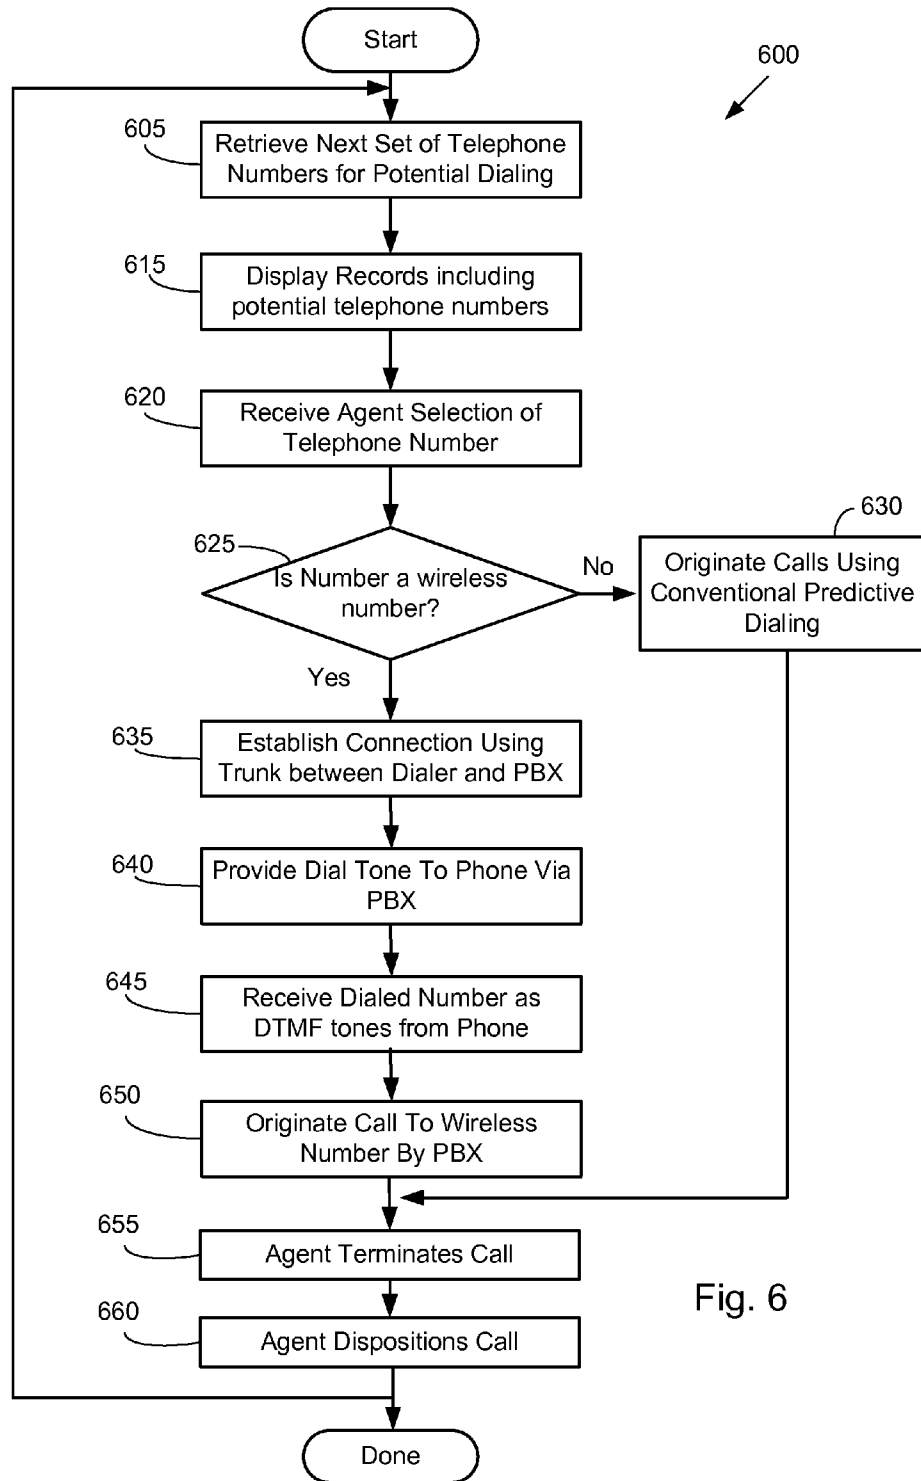 Start
600
605
Retrieve Next Set of Telephone
Numbers for Potential Dialing
615
Display Records including
potential telephone numbers
620
Receive Agent Selection of
Telephone Number
625
Is Number a wireless
number?
No
630
Originate Calls Using
Conventional Predictive
Dialing
Yes
635
Establish Connection Using
Trunk between Dialer and PBX
640
Provide Dial Tone To Phone Via
PBX
645
Receive Dialed Number as
DTMF tones from Phone
650
Originate Call To Wireless
Number By PBX
655
Agent Terminates Call
660
Agent Dispositions Call
Fig. 6
Done